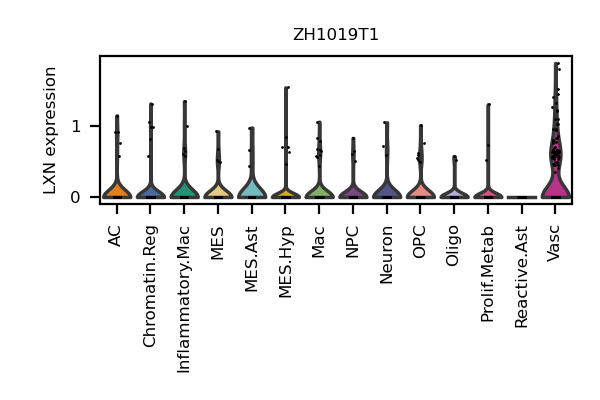 ZH1019T1
LXN expression
1
0
AC
Chromatin.Reg
Inflammatory.Mac
MES
MES.Ast
MES.Hyp
Mac
NPC
Neuron
OPC
Oligo
Prolif.Metab
Reactive.Ast
Vasc